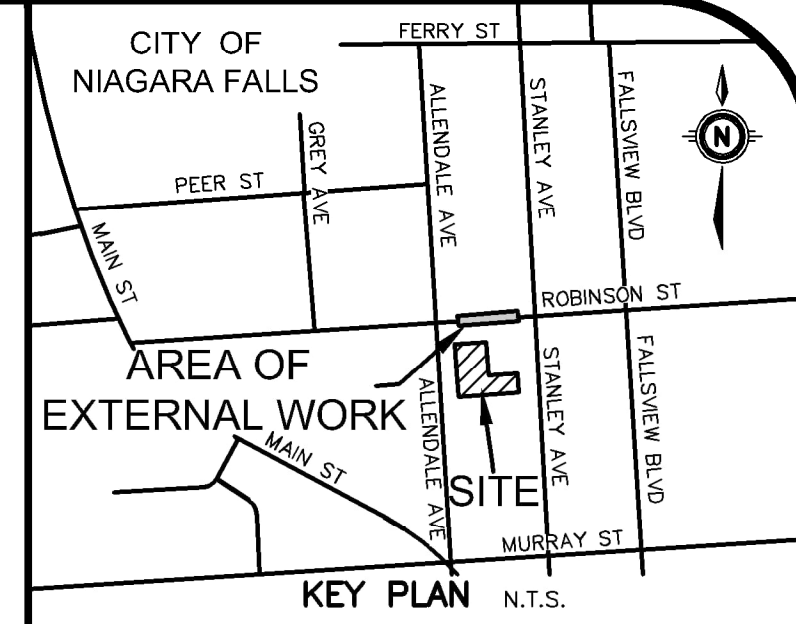 FERRY ST
CITY OF
NIAGARA FALLS
ALLENDALE AVE
STANLEY AVE
FALLSVIEW BLVD
N
GREY AVE
PEER ST
MAIN ST
ROBINSON ST
AREA OF
EXTERNAL WORK
ALLENDALE AVE
STANLEY AVE
FALLSVIEW BLVD
MAIN ST
SITE
MURRAY ST
KEY PLAN N.T.S.